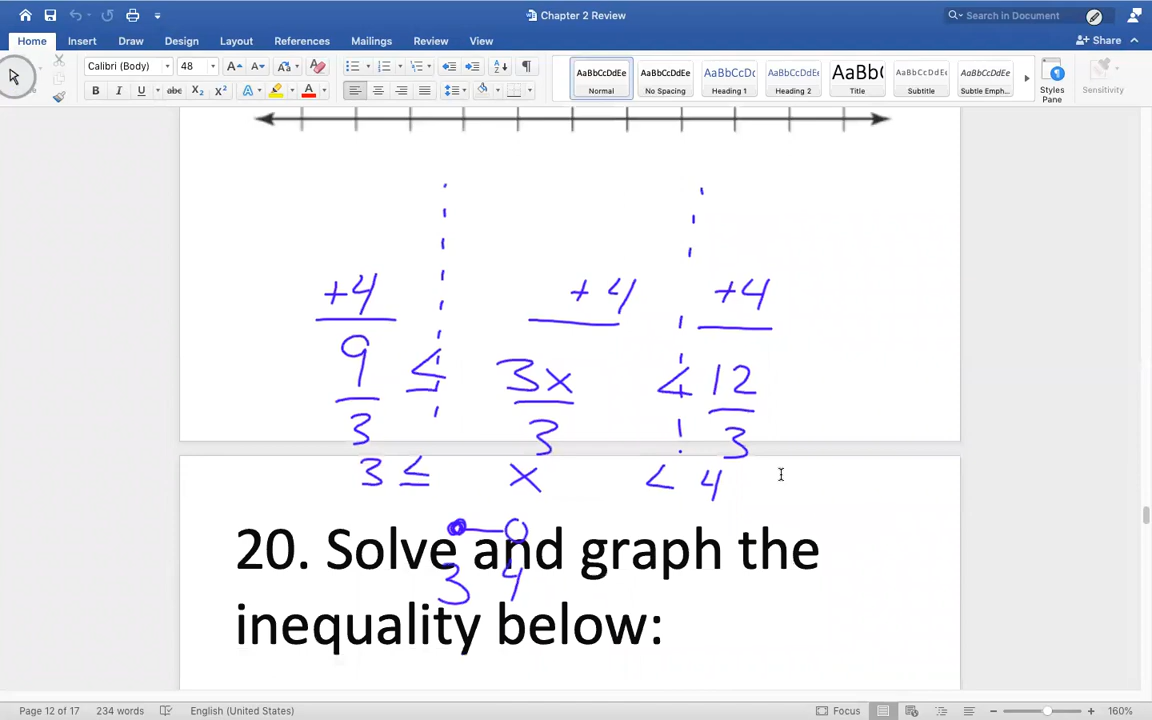 Chapter 2 Review
Search in Document
Home Insert Draw Design Layout References Mailings Review View
Share
Calibri (Body) 48
AaBbCcDdEe AaBbCcDdEe AaBbCcDc AaBbCcDdEe AaBb( AaBbCcDdEe AaBbCcDdEe
Normal No Spacing Heading 1 Heading 2 Title Subtitle Subtle Emph...
Styles Pane
Sensitivity
+4 +4 +4
9 ≤ 3x < 12
3 3 3
3 ≤ x < 4
20. Solve and graph the
3 4
inequality below:
Page 12 of 17 234 words English (United States) Focus 160%